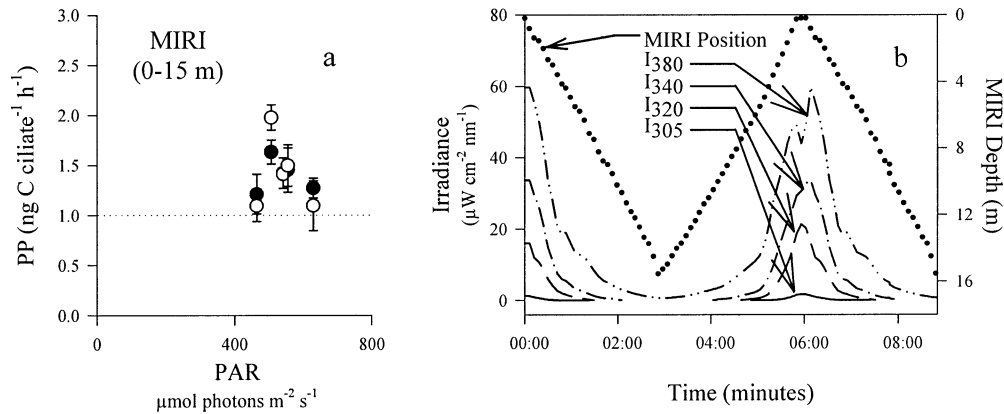 MIRI
(0-15 m)
a
3.0
2.5
2.0
1.5
1.0
0.5
0.0
PP (ng C ciliate⁻¹ h⁻¹)
0 400 800
PAR
μmol photons m⁻² s⁻¹
b
MIRI Position
I₃₈₀
I₃₄₀
I₃₂₀
I₃₀₅
80
60
40
20
0
Irradiance
(μW cm⁻² nm⁻¹)
0
4
8
12
16
MIRI Depth (m)
00:00 02:00 04:00 06:00 08:00
Time (minutes)